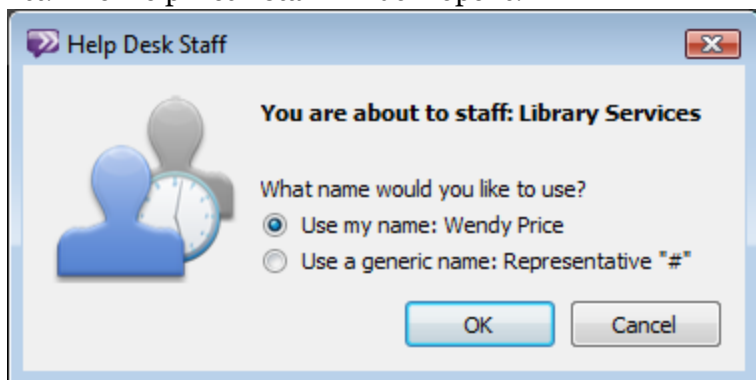 Help Desk Staff
You are about to staff: Library Services
What name would you like to use?
Use my name: Wendy Price
Use a generic name: Representative "#"
OK
Cancel